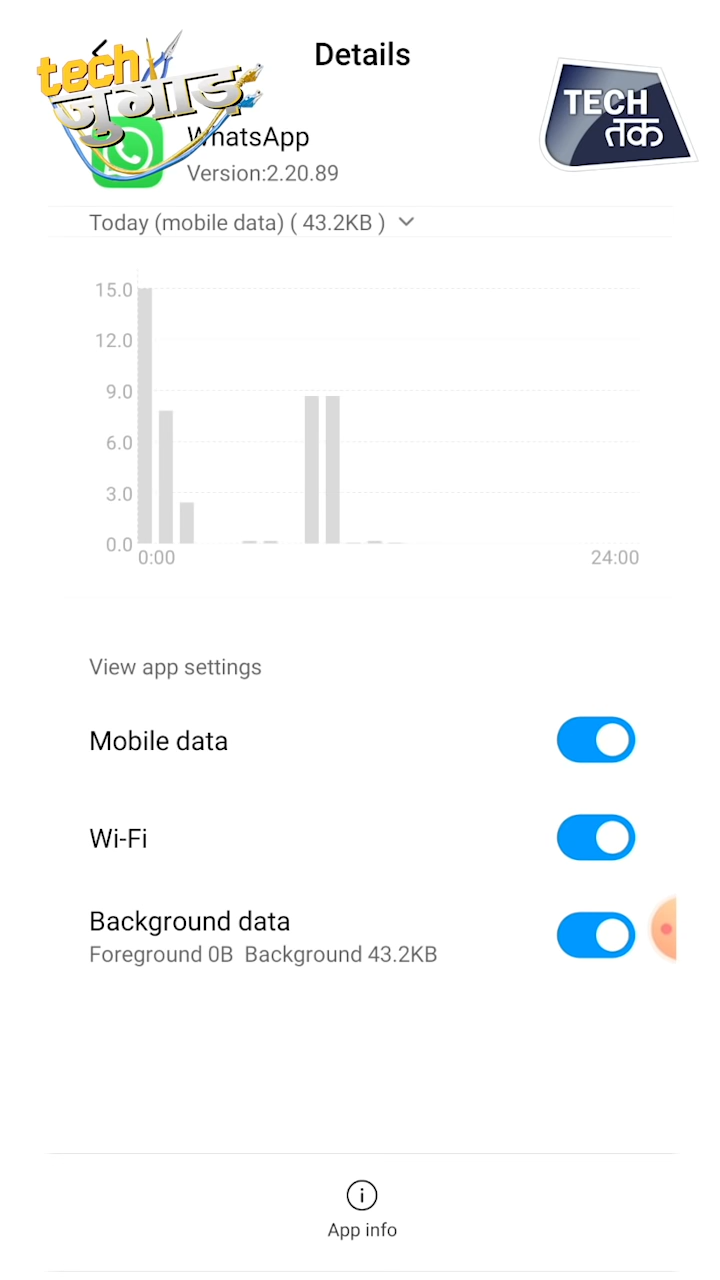 Details
tech
जुगाड़
TECH
तक
WhatsApp
Version:2.20.89
Today (mobile data) ( 43.2KB )
15.0
12.0
9.0
6.0
3.0
0.0
0:00 24:00
View app settings
Mobile data
Wi-Fi
Background data
Foreground 0B Background 43.2KB
App info